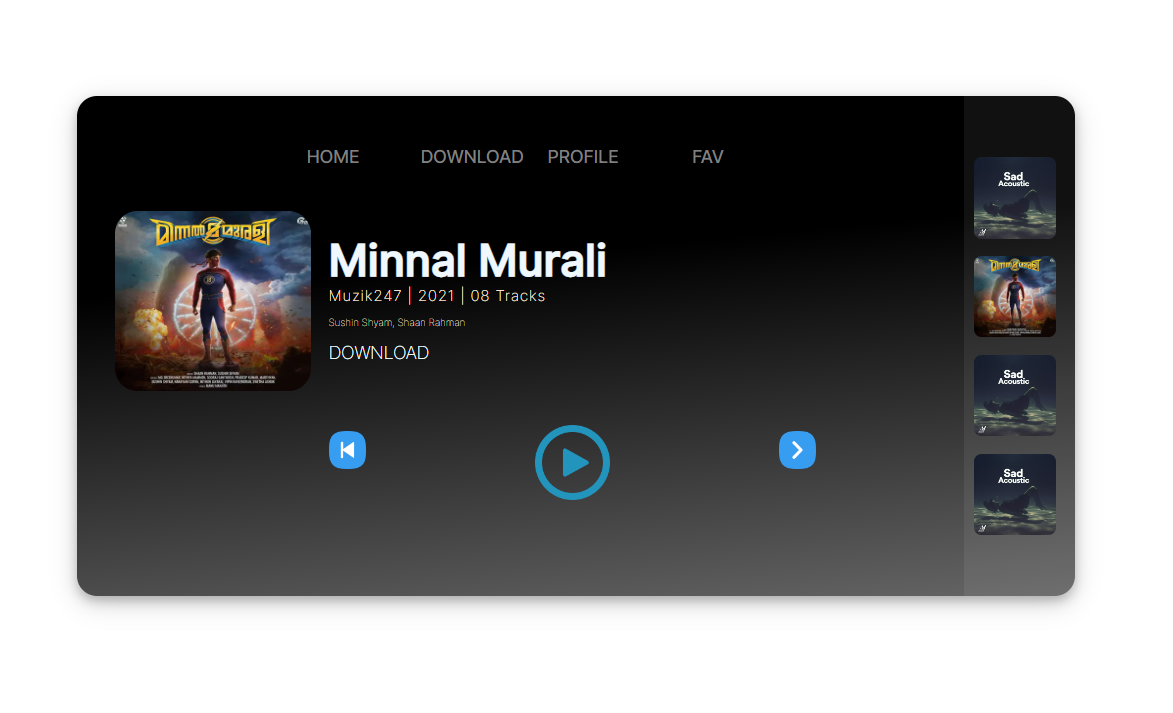 HOME DOWNLOAD PROFILE FAV
മിന്നൽ മുരളി
Minnal Murali
Muzik247 | 2021 | 08 Tracks
Sushin Shyam, Shaan Rahman
DOWNLOAD
Sad
Acoustic
മിന്നൽ മുരളി
Sad
Acoustic
Sad
Acoustic